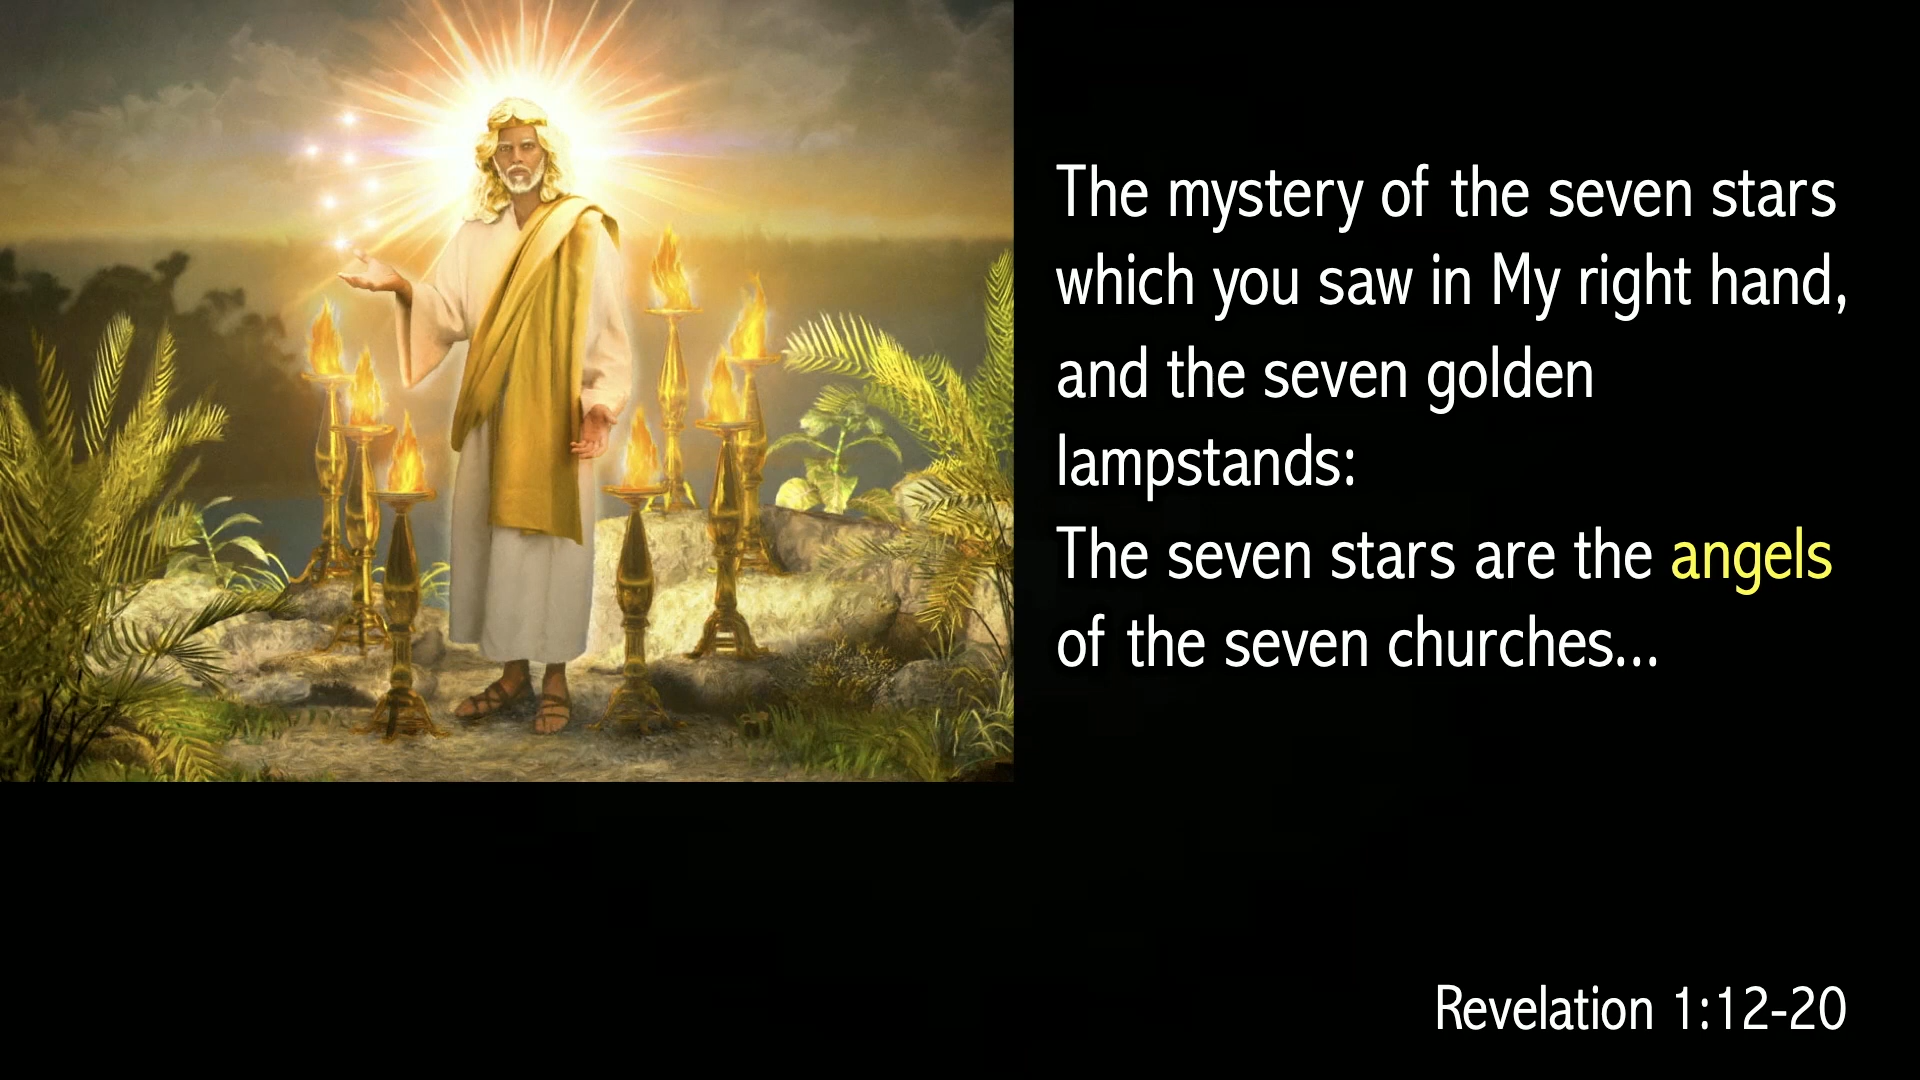 The mystery of the seven stars
which you saw in My right hand,
and the seven golden
lampstands:
The seven stars are the angels
of the seven churches...
Revelation 1:12-20